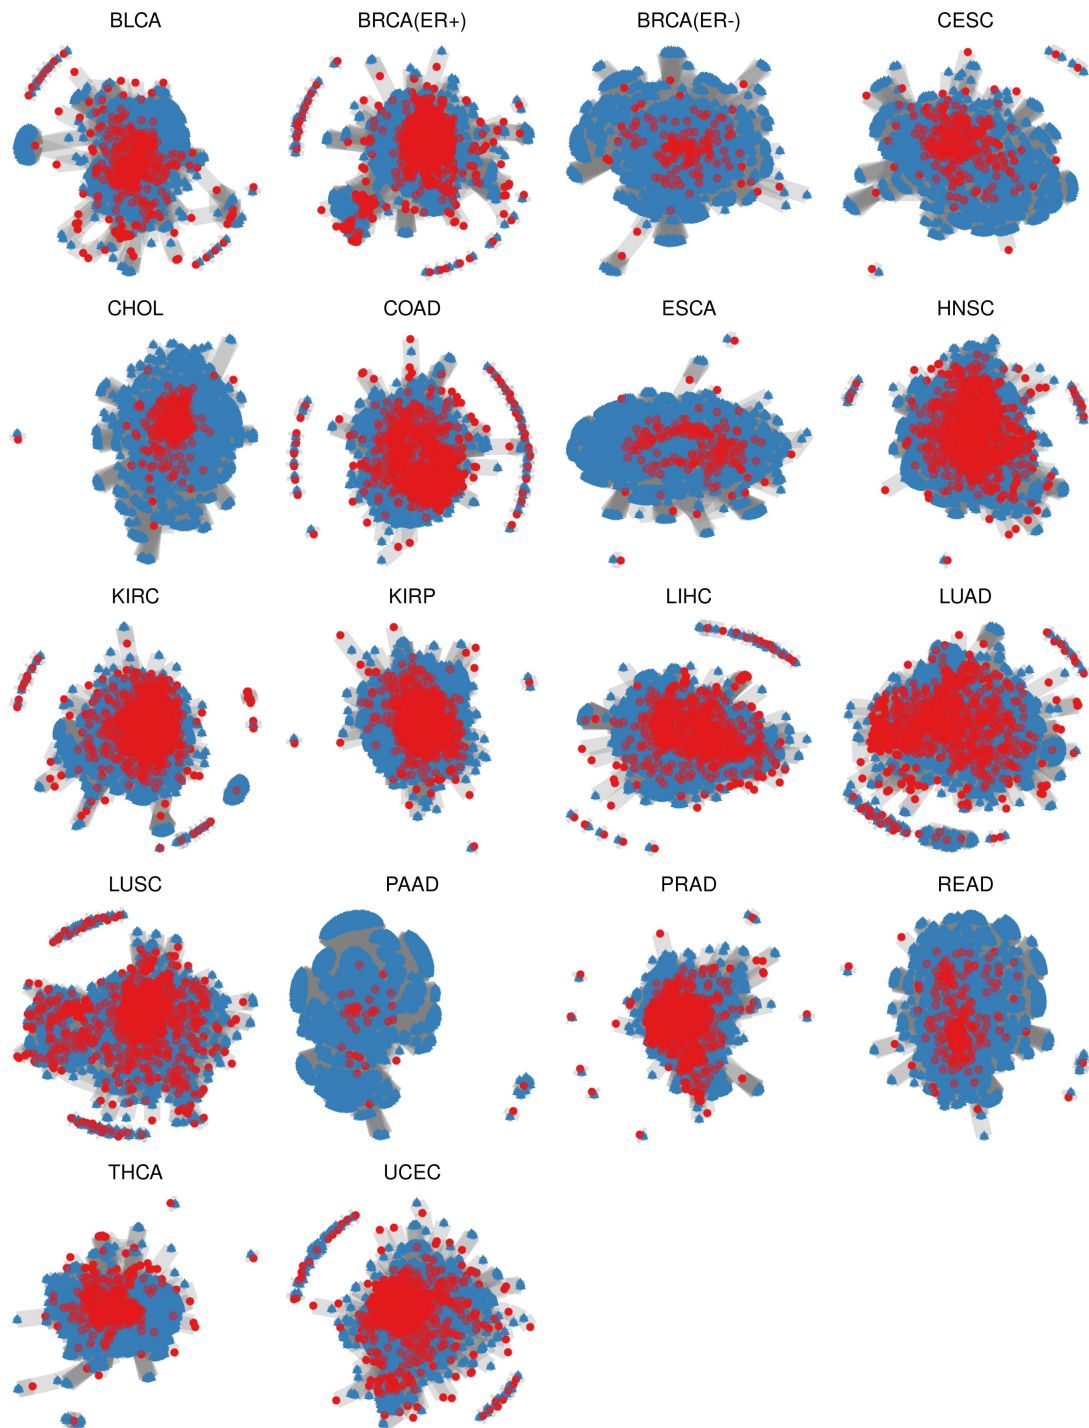 BLCA BRCA(ER+) BRCA(ER-) CESC
CHOL COAD ESCA HNSC
KIRC KIRP LIHC LUAD
LUSC PAAD PRAD READ
THCA UCEC